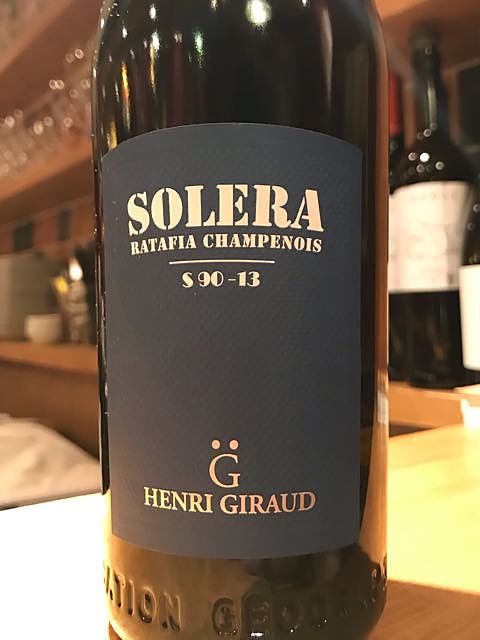 SOLERA
RATAFIA CHAMPENOIS
S 90-13
G̈
HENRI GIRAUD